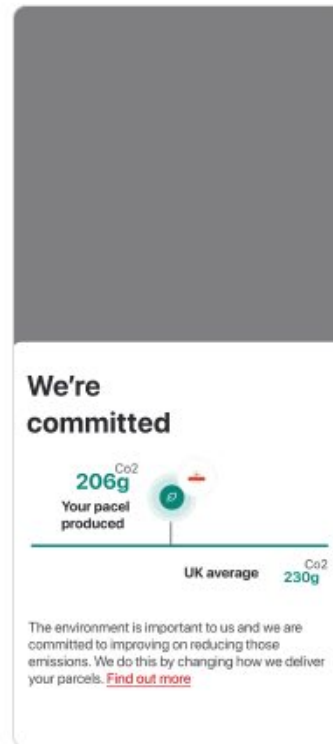 We're
committed
Co2
206g
Your pacel
produced
UK average
Co2
230g
The environment is important to us and we are
committed to improving on reducing those
emissions. We do this by changing how we deliver
your parcels. Find out more